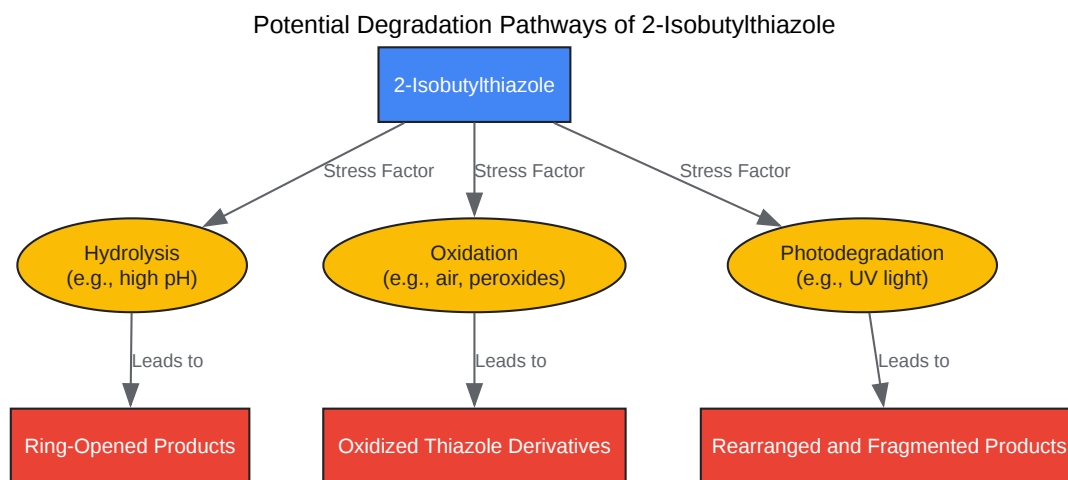 Potential Degradation Pathways of 2-Isobutylthiazole
2-Isobutylthiazole
Stress Factor
Stress Factor
Stress Factor
Hydrolysis
(e.g., high pH)
Oxidation
(e.g., air, peroxides)
Photodegradation
(e.g., UV light)
Leads to
Leads to
Leads to
Ring-Opened Products
Oxidized Thiazole Derivatives
Rearranged and Fragmented Products